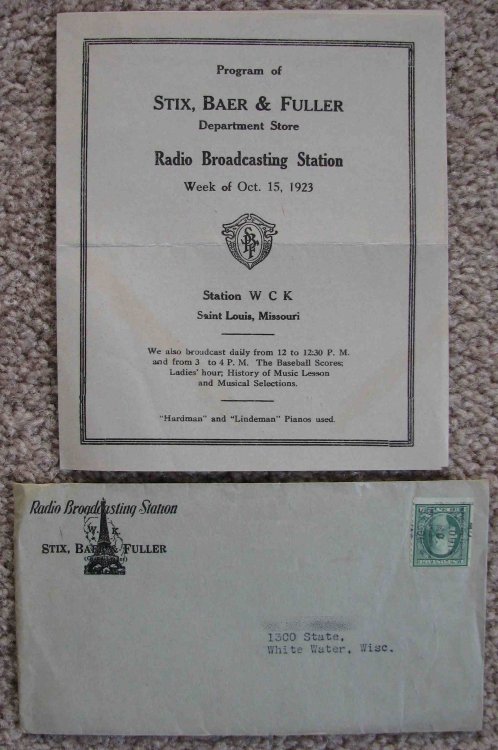 Program of
STIX, BAER & FULLER
Department Store
Radio Broadcasting Station
Week of Oct. 15, 1923
SBF
Station W C K
Saint Louis, Missouri
We also broadcast daily from 12 to 12:30 P. M.
and from 3 to 4 P. M. The Baseball Scores;
Ladies' hour; History of Music Lesson
and Musical Selections.
"Hardman" and "Lindeman" Pianos used.
Radio Broadcasting Station
W. K
STIX, BAER & FULLER
13CO State,
White Water, Wisc.